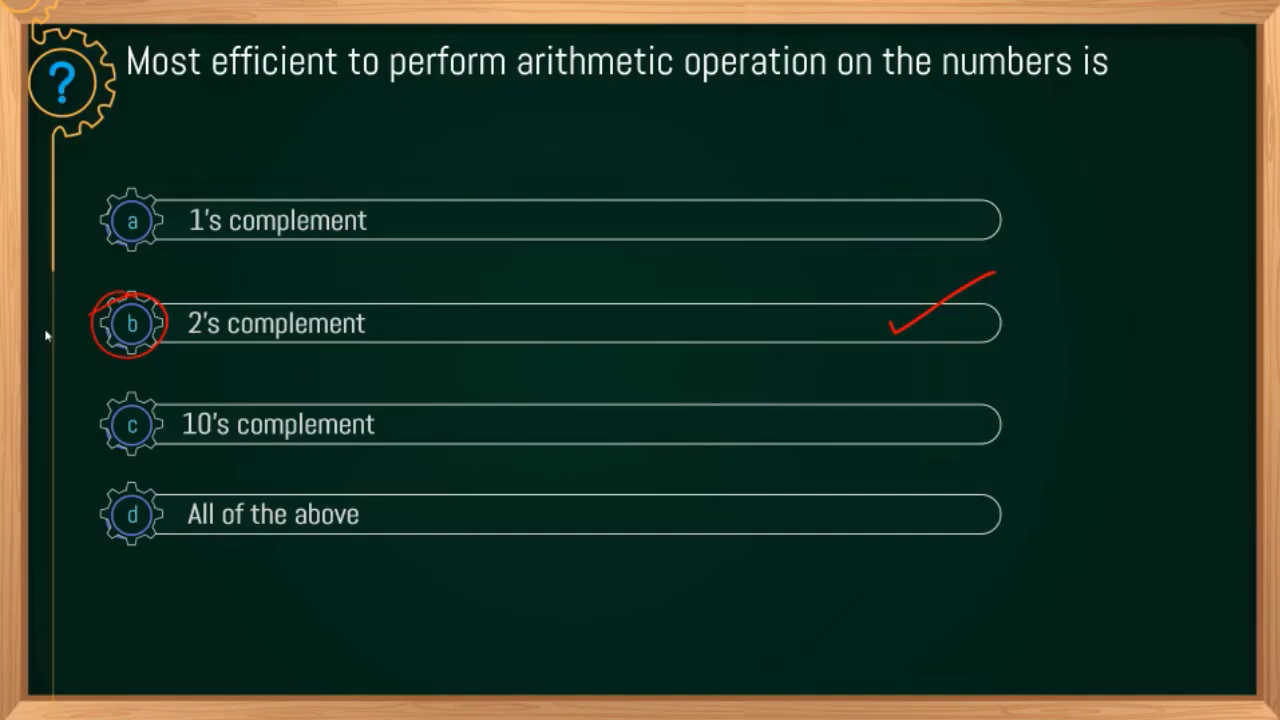 ?
Most efficient to perform arithmetic operation on the numbers is
a 1's complement
b 2's complement
c 10's complement
d All of the above